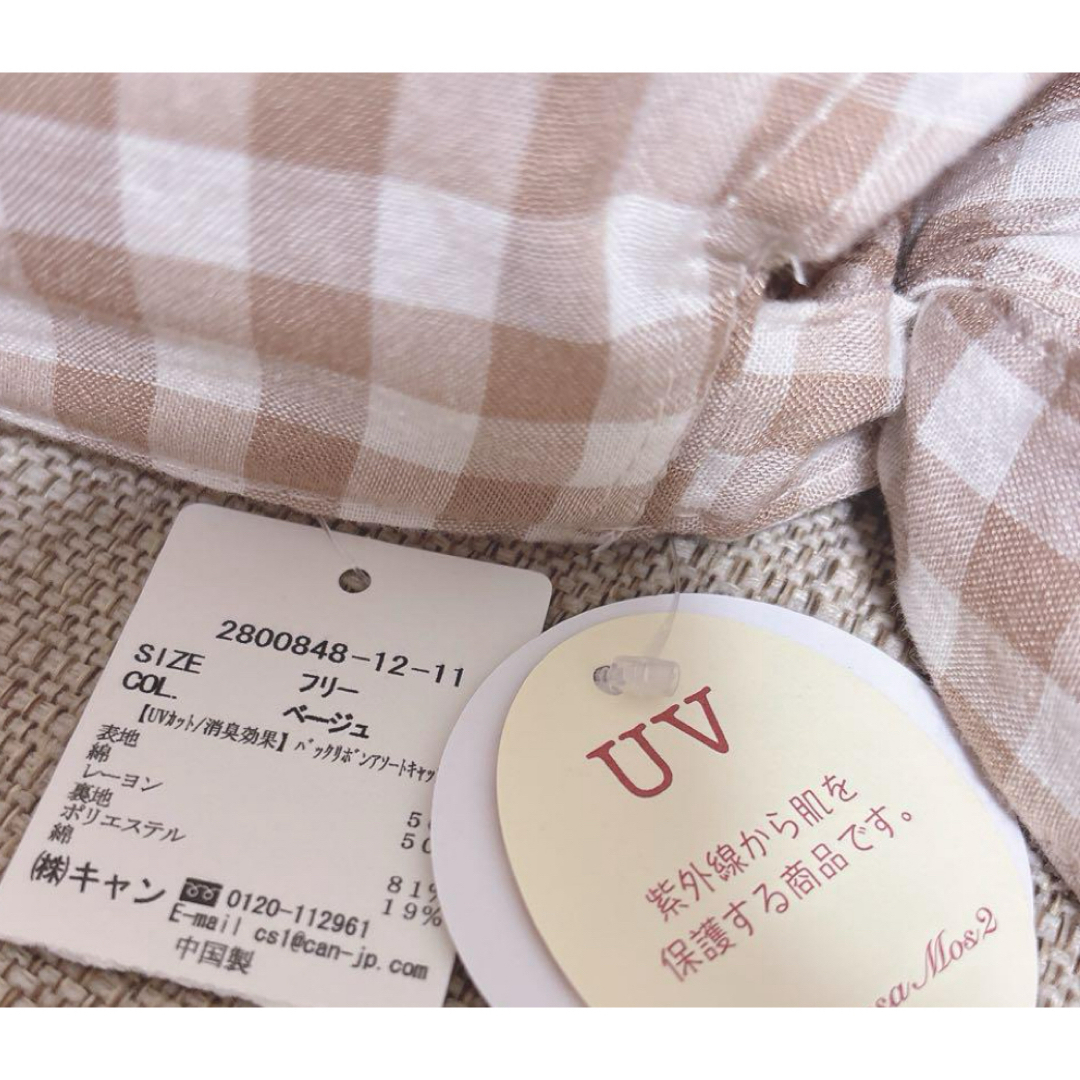 2800848-12-11
SIZE フリー
COL. ベージュ
【UVカット/消臭効果】バックリボンアソートキャッ
表地
綿 5
レーヨン 50
裏地
ポリエステル 81%
綿 19%
㈱キャン 0120-112961
E-mail cs1@can-jp.com
中国製
UV
紫外線から肌を
保護する商品です。
Mos2